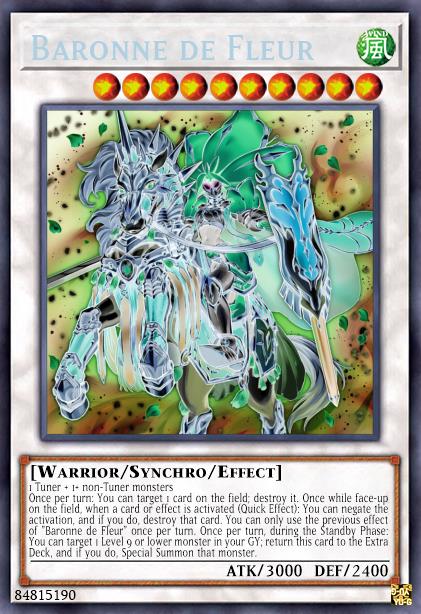 BARONNE DE FLEUR
WIND
風
[WARRIOR/SYNCHRO/EFFECT]
1 Tuner + 1+ non-Tuner monsters
Once per turn: You can target 1 card on the field; destroy it. Once while face-up
on the field, when a card or effect is activated (Quick Effect): You can negate the
activation, and if you do, destroy that card. You can only use the previous effect
of "Baronne de Fleur" once per turn. Once per turn, during the Standby Phase:
You can target 1 Level 9 or lower monster in your GY; return this card to the Extra
Deck, and if you do, Special Summon that monster.
ATK/3000 DEF/2400
84815190